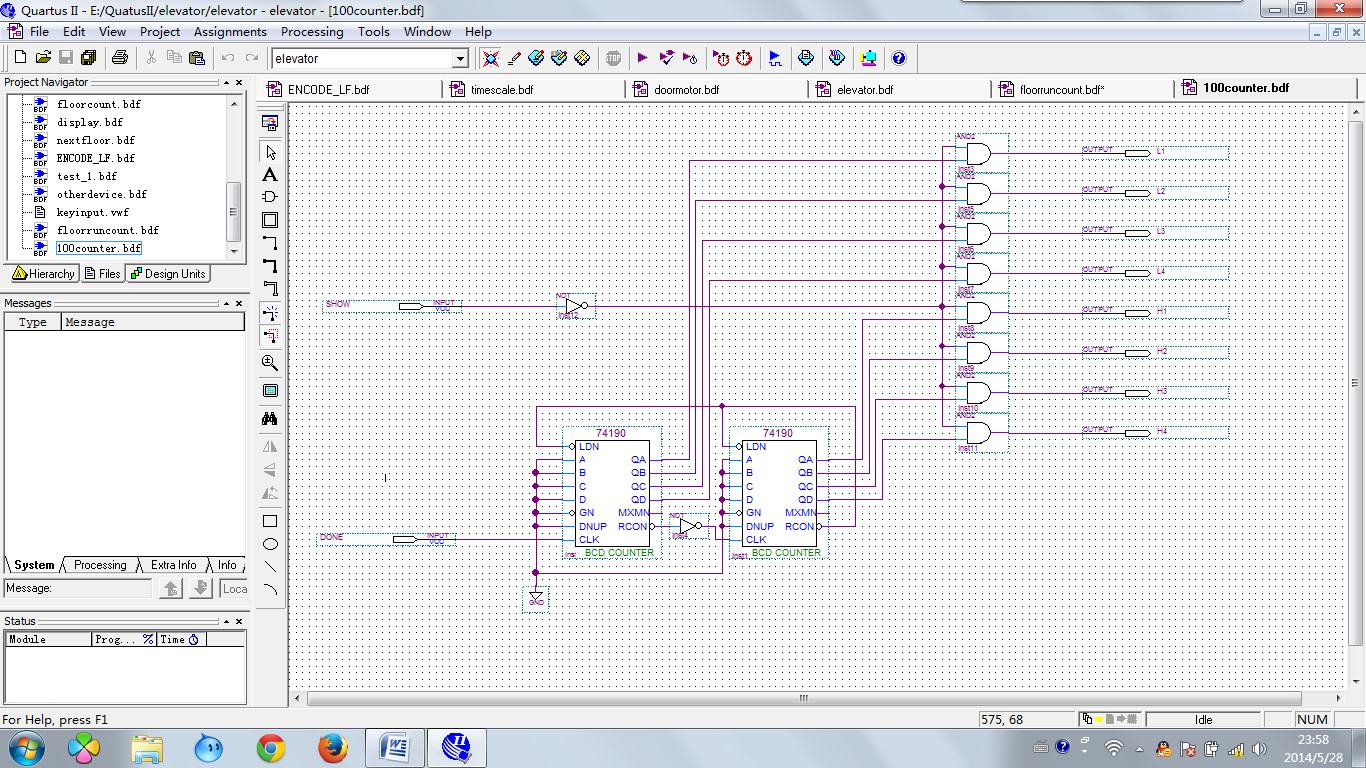 Quartus II - E:/QuatusII/elevator/elevator - elevator - [100counter.bdf]
File Edit View Project Assignments Processing Tools Window Help
elevator
STOP
Project Navigator
floorcount.bdf
display.bdf
nextfloor.bdf
ENCODE_LF.bdf
test_1.bdf
otherdevice.bdf
keyinput.vwf
floorruncount.bdf
100counter.bdf
Hierarchy Files Design Units
Messages
Type Message
System Processing Extra Info Info
Message: Loca
Status
Module Prog... % Time
ENCODE_LF.bdf timescale.bdf doormotor.bdf elevator.bdf floorruncount.bdf* 100counter.bdf
AND2
OUTPUT L1
inst3
AND2
OUTPUT L2
inst5
AND2
OUTPUT L3
inst6
AND2
OUTPUT L4
inst7
SHOW INPUT VCC
NOT
inst12
AND2
OUTPUT H1
inst8
AND2
OUTPUT H2
inst9
AND2
OUTPUT H3
inst10
AND2
OUTPUT H4
inst11
74190
LDN
A QA
B QB
C QC
D QD
GN MXMN
DNUP RCON
CLK
BCD COUNTER
inst
NOT
inst4
74190
LDN
A QA
B QB
C QC
D QD
GN MXMN
DNUP RCON
CLK
BCD COUNTER
inst1
DONE INPUT VCC
GND
For Help, press F1
575, 68
Idle
NUM
23:58
2014/5/28